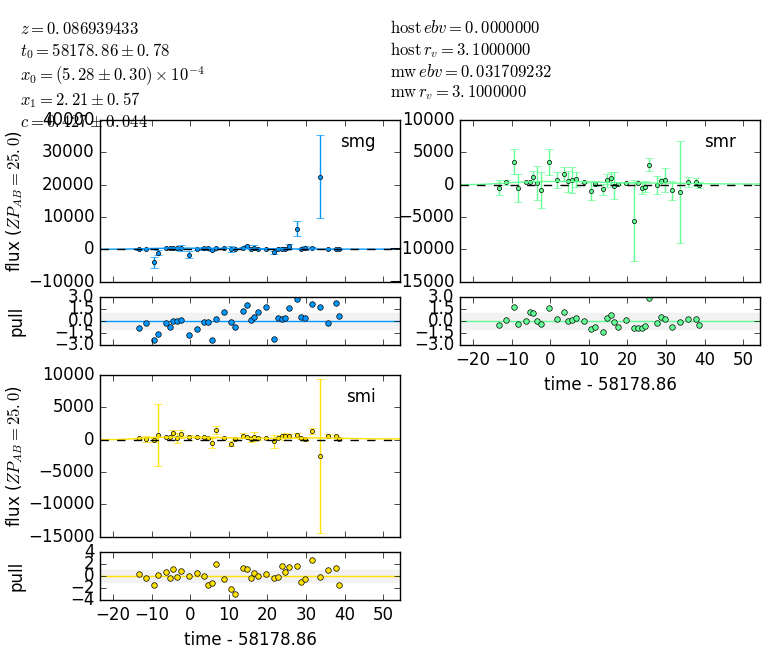 z = 0.086939433
t₀ = 58178.86 ± 0.78
x₀ = (5.28 ± 0.30) × 10⁻⁴
x₁ = 2.21 ± 0.57
c = 0.427 ± 0.044
host ebv = 0.0000000
host r_v = 3.1000000
mw ebv = 0.031709232
mw r_v = 3.1000000
smg
flux (ZP_AB = 25.0)
40000
30000
20000
10000
0
−10000
pull
3.0
1.5
0.0
−1.5
−3.0
smr
10000
5000
0
−5000
−10000
−15000
3.0
1.5
0.0
−1.5
−3.0
−20 −10 0 10 20 30 40 50
time - 58178.86
smi
flux (ZP_AB = 25.0)
10000
5000
0
−5000
−10000
−15000
pull
4
2
0
−2
−4
−20 −10 0 10 20 30 40 50
time - 58178.86